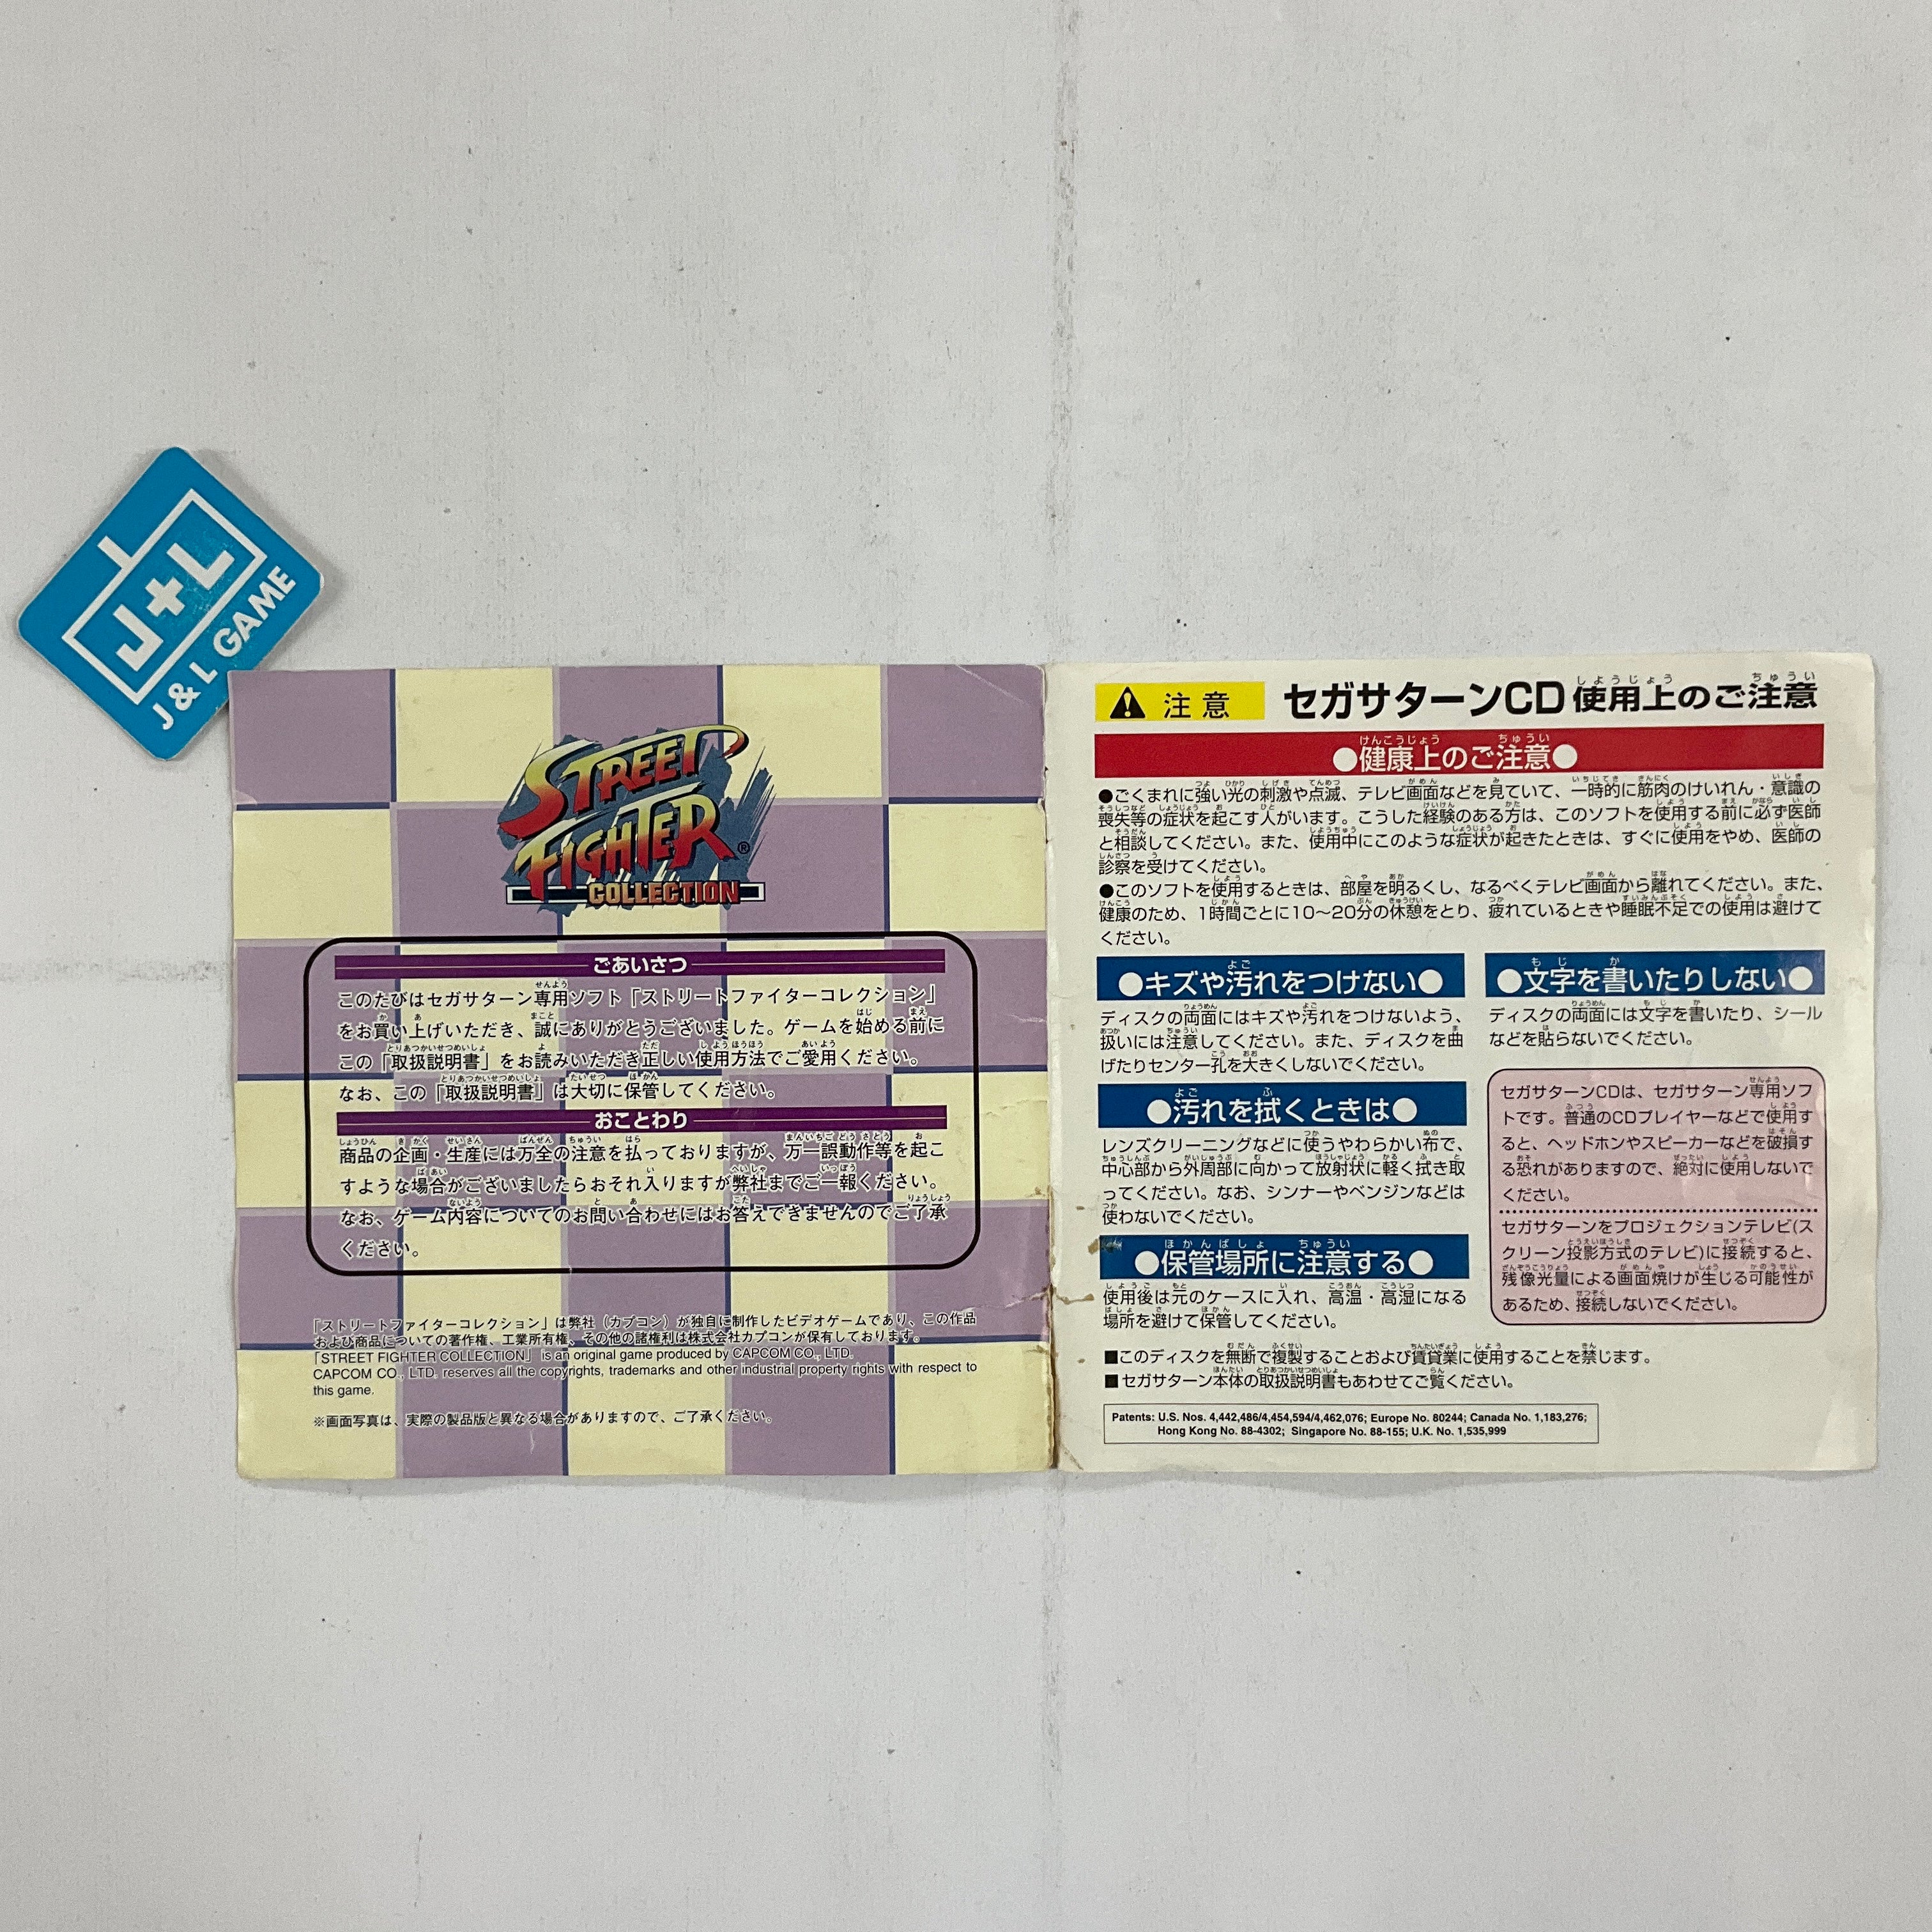 J+L
J&L GAME
STREET
FIGHTER®
COLLECTION
ごあいさつ
このたびはセガサターン専用ソフト「ストリートファイターコレクション」
をお買い上げいただき、誠にありがとうございました。ゲームを始める前に
この「取扱説明書」をお読みいただき正しい使用方法でご愛用ください。
なお、この「取扱説明書」は大切に保管してください。
おことわり
商品の企画・生産には万全の注意を払っておりますが、万一誤動作等を起こ
すような場合がございましたらおそれ入りますが弊社までご一報ください。
なお、ゲーム内容についてのお問い合わせにはお答えできませんのでご了承
ください。
「ストリートファイターコレクション」は弊社(カプコン)が独自に制作したビデオゲームであり、この作品
および商品についての著作権、工業所有権、その他の諸権利は株式会社カプコンが保有しております。
「STREET FIGHTER COLLECTION」 is an original game produced by CAPCOM CO., LTD.
CAPCOM CO., LTD. reserves all the copyrights, trademarks and other industrial property rights with respect to
this game.
※画面写真は、実際の製品版と異なる場合がありますので、ご了承ください。
注意 セガサターンCD使用上のご注意
●健康上のご注意●
●ごくまれに強い光の刺激や点滅、テレビ画面などを見ていて、一時的に筋肉のけいれん・意識の
喪失等の症状を起こす人がいます。こうした経験のある方は、このソフトを使用する前に必ず医師
と相談してください。また、使用中にこのような症状が起きたときは、すぐに使用をやめ、医師の
診察を受けてください。
●このソフトを使用するときは、部屋を明るくし、なるべくテレビ画面から離れてください。また、
健康のため、1時間ごとに10〜20分の休憩をとり、疲れているときや睡眠不足での使用は避けて
ください。
●キズや汚れをつけない●
ディスクの両面にはキズや汚れをつけないよう、
扱いには注意してください。また、ディスクを曲
げたりセンター孔を大きくしないでください。
●汚れを拭くときは●
レンズクリーニングなどに使うやわらかい布で、
中心部から外周部に向かって放射状に軽く拭き取
ってください。なお、シンナーやベンジンなどは
使わないでください。
●保管場所に注意する●
使用後は元のケースに入れ、高温・高湿になる
場所を避けて保管してください。
●文字を書いたりしない●
ディスクの両面には文字を書いたり、シール
などを貼らないでください。
セガサターンCDは、セガサターン専用ソフ
トです。普通のCDプレイヤーなどで使用す
ると、ヘッドホンやスピーカーなどを破損す
る恐れがありますので、絶対に使用しないで
ください。
セガサターンをプロジェクションテレビ(ス
クリーン投影方式のテレビ)に接続すると、
残像光量による画面焼けが生じる可能性が
あるため、接続しないでください。
■このディスクを無断で複製することおよび賃貸業に使用することを禁じます。
■セガサターン本体の取扱説明書もあわせてご覧ください。
Patents: U.S. Nos. 4,442,486/4,454,594/4,462,076; Europe No. 80244; Canada No. 1,183,276;
Hong Kong No. 88-4302; Singapore No. 88-155; U.K. No. 1,535,999